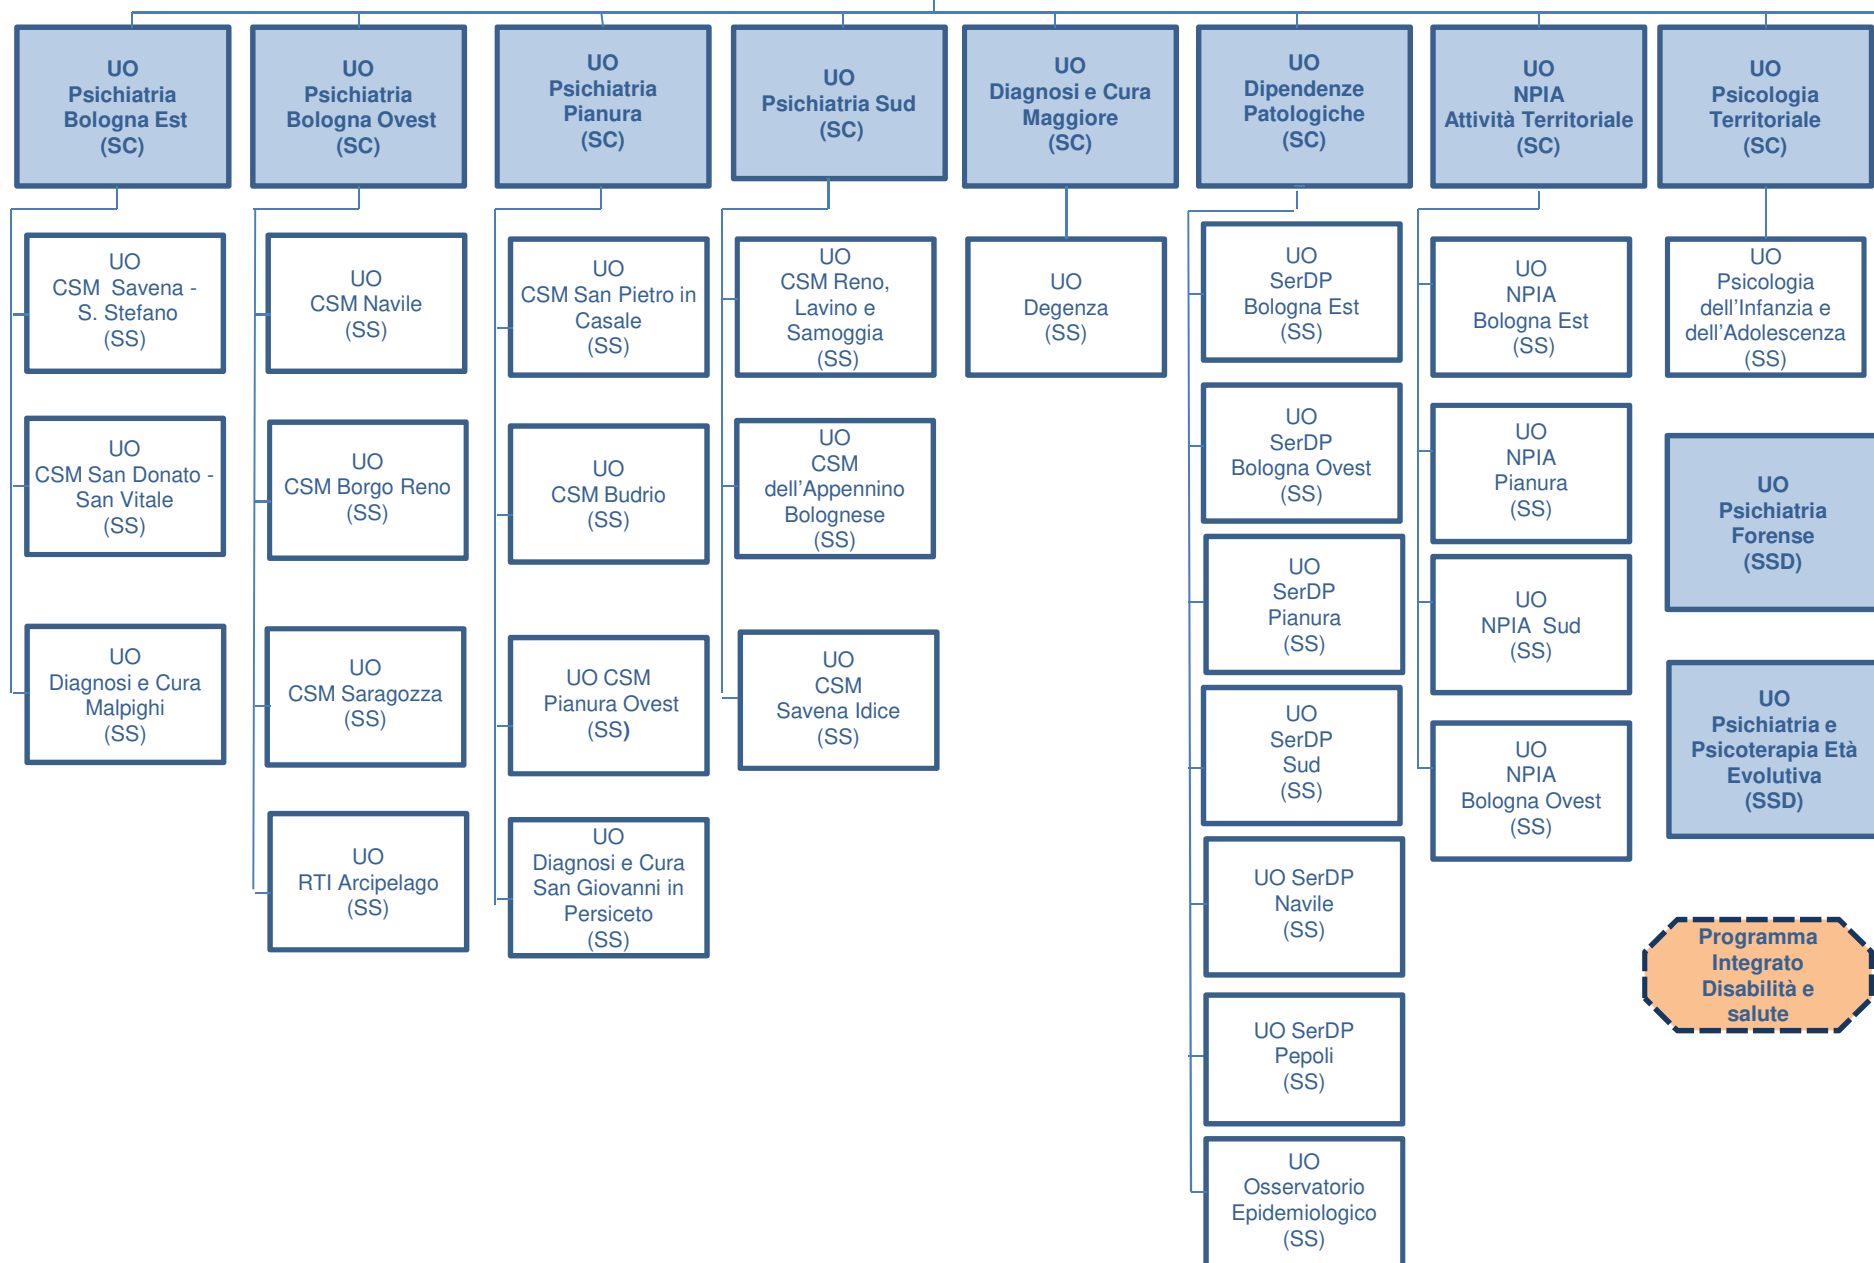 UO
Psichiatria
Bologna Est
(SC)
UO
Psichiatria
Bologna Ovest
(SC)
UO
Psichiatria
Pianura
(SC)
UO
Psichiatria Sud
(SC)
UO
Diagnosi e Cura
Maggiore
(SC)
UO
Dipendenze
Patologiche
(SC)
UO
NPIA
Attività Territoriale
(SC)
UO
Psicologia
Territoriale
(SC)
UO
CSM Savena -
S. Stefano
(SS)
UO
CSM San Donato -
San Vitale
(SS)
UO
Diagnosi e Cura
Malpighi
(SS)
UO
CSM Navile
(SS)
UO
CSM Borgo Reno
(SS)
UO
CSM Saragozza
(SS)
UO
RTI Arcipelago
(SS)
UO
CSM San Pietro in
Casale
(SS)
UO
CSM Budrio
(SS)
UO CSM
Pianura Ovest
(SS)
UO
Diagnosi e Cura
San Giovanni in
Persiceto
(SS)
UO
CSM Reno,
Lavino e
Samoggia
(SS)
UO
CSM
dell'Appennino
Bolognese
(SS)
UO
CSM
Savena Idice
(SS)
UO
Degenza
(SS)
UO
SerDP
Bologna Est
(SS)
UO
SerDP
Bologna Ovest
(SS)
UO
SerDP
Pianura
(SS)
UO
SerDP
Sud
(SS)
UO SerDP
Navile
(SS)
UO SerDP
Pepoli
(SS)
UO
Osservatorio
Epidemiologico
(SS)
UO
NPIA
Bologna Est
(SS)
UO
NPIA
Pianura
(SS)
UO
NPIA Sud
(SS)
UO
NPIA
Bologna Ovest
(SS)
UO
Psicologia
dell'Infanzia e
dell'Adolescenza
(SS)
UO
Psichiatria
Forense
(SSD)
UO
Psichiatria e
Psicoterapia Età
Evolutiva
(SSD)
Programma
Integrato
Disabilità e
salute